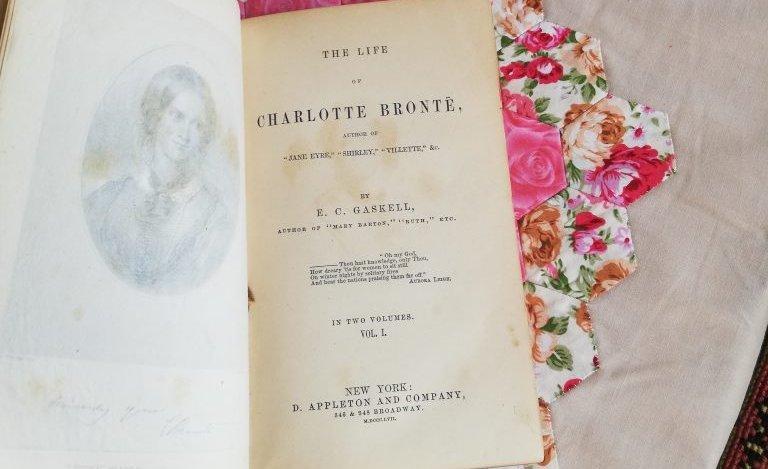 THE LIFE
OF
CHARLOTTE BRONTË,
AUTHOR OF
"JANE EYRE," "SHIRLEY," "VILLETTE," &c.
BY
E. C. GASKELL,
AUTHOR OF "MARY BARTON," "RUTH," ETC.
"Oh my God,
——— Thou hast knowledge, only Thou,
How dreary 'tis for women to sit still
On winter nights by solitary fires
And hear the nations praising them far off."
AURORA LEIGH.
IN TWO VOLUMES.
VOL. I.
NEW YORK:
D. APPLETON AND COMPANY,
346 & 348 BROADWAY.
M.DCCC.LVII.